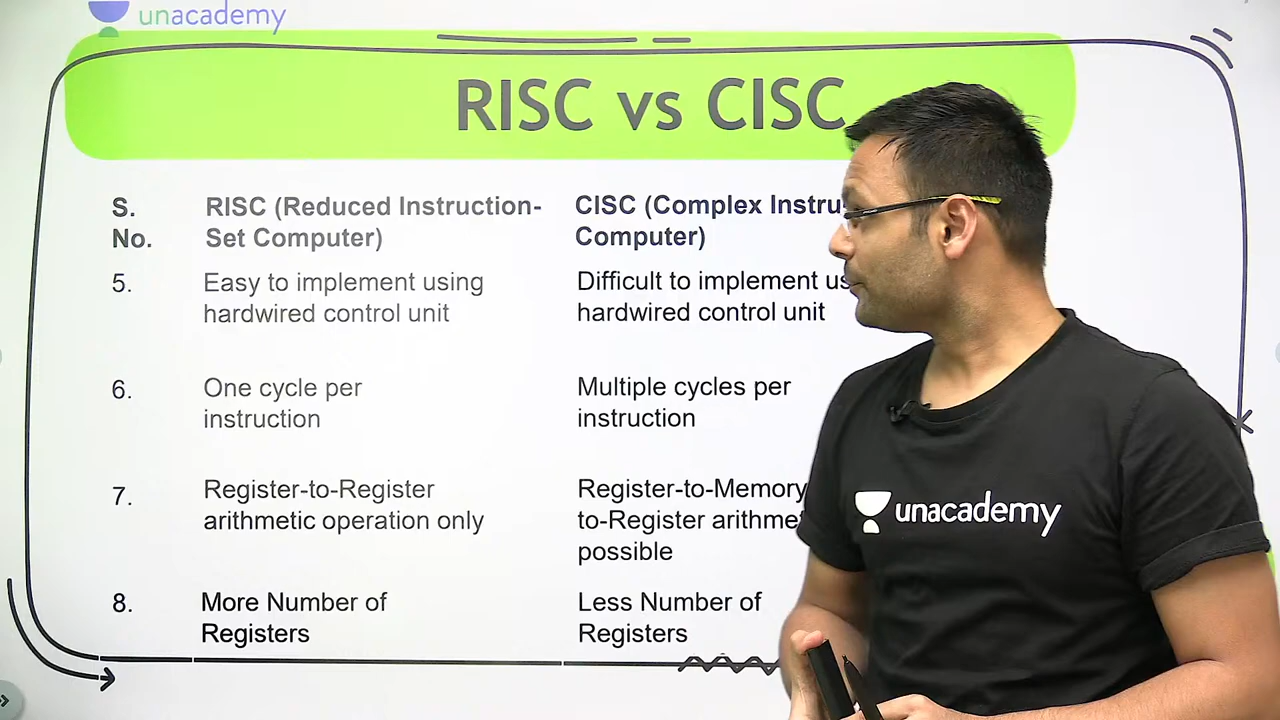 unacademy
RISC vs CISC
S. No.
RISC (Reduced Instruction-
Set Computer)
CISC (Complex Instru
Computer)
5.
Easy to implement using
hardwired control unit
Difficult to implement us
hardwired control unit
6.
One cycle per
instruction
Multiple cycles per
instruction
7.
Register-to-Register
arithmetic operation only
Register-to-Memory
to-Register arithmet
possible
8.
More Number of
Registers
Less Number of
Registers
unacademy